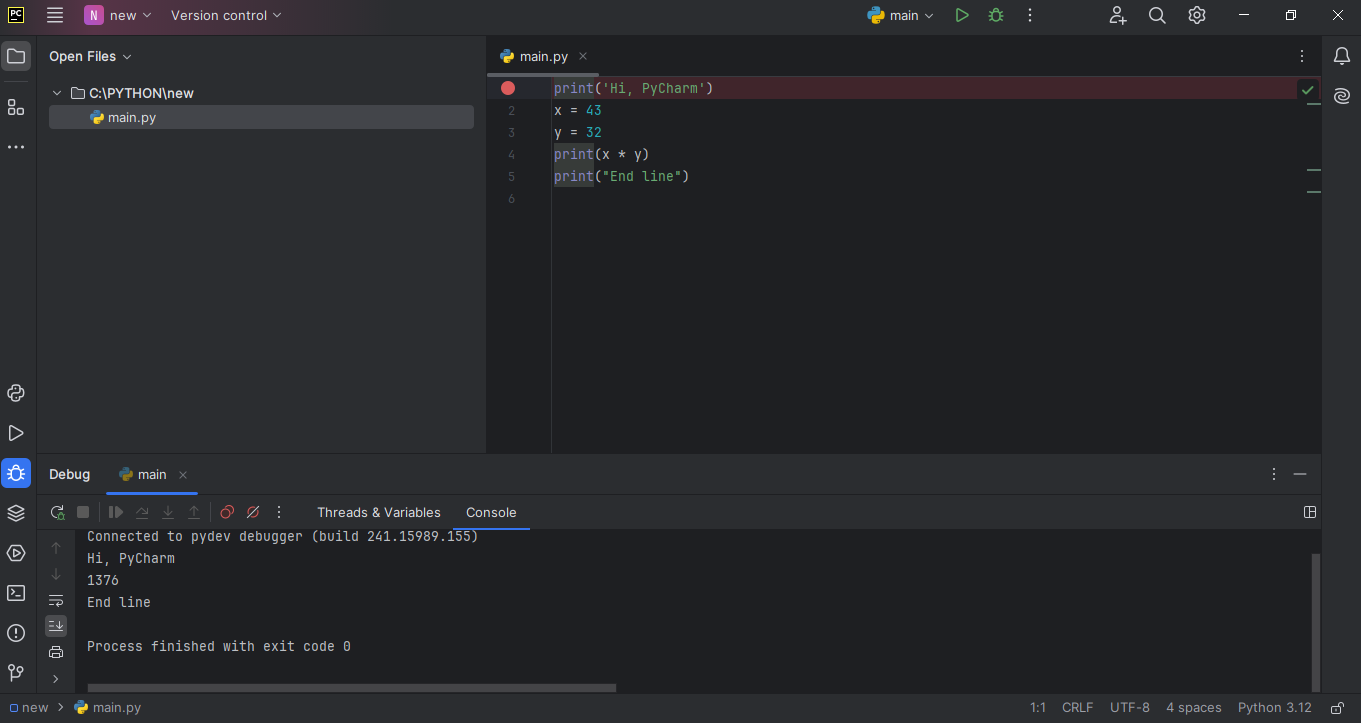 PC N new Version control main
Open Files
C:\PYTHON\new
main.py
main.py
print('Hi, PyCharm')
2 x = 43
3 y = 32
4 print(x * y)
5 print("End line")
6
Debug main
Threads & Variables Console
Connected to pydev debugger (build 241.15989.155)
Hi, PyCharm
1376
End line
Process finished with exit code 0
new > main.py 1:1 CRLF UTF-8 4 spaces Python 3.12